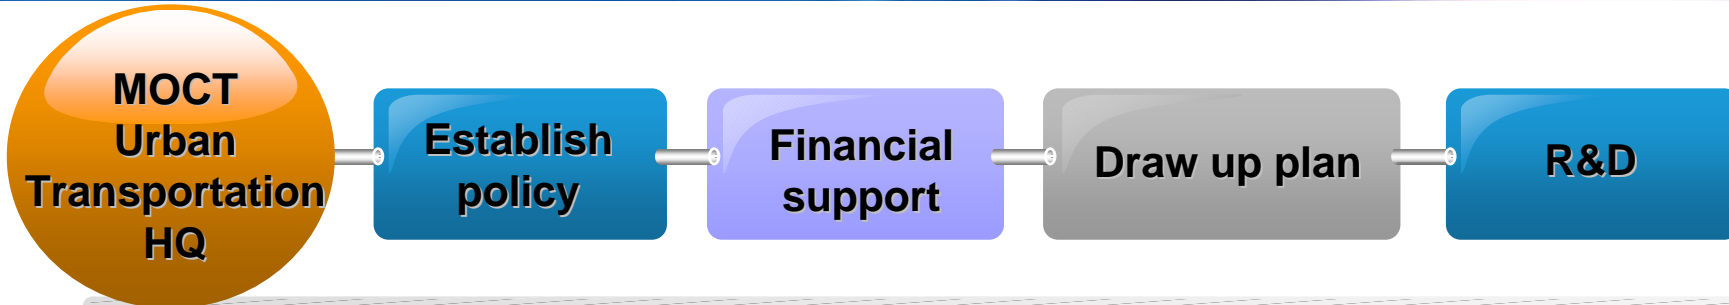 MOCT
Urban
Transportation
HQ
Establish
policy
Financial
support
Draw up plan
R&D